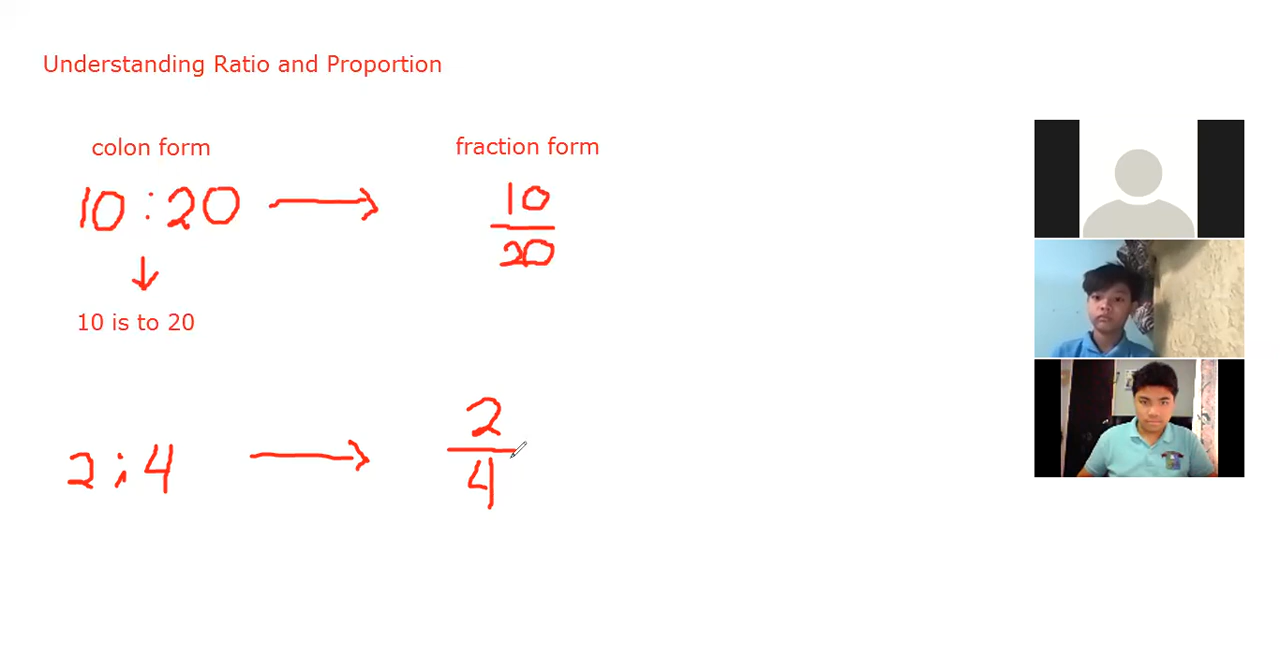 Understanding Ratio and Proportion
colon form
fraction form
10 : 20
10
20
10 is to 20
2 : 4
2
4